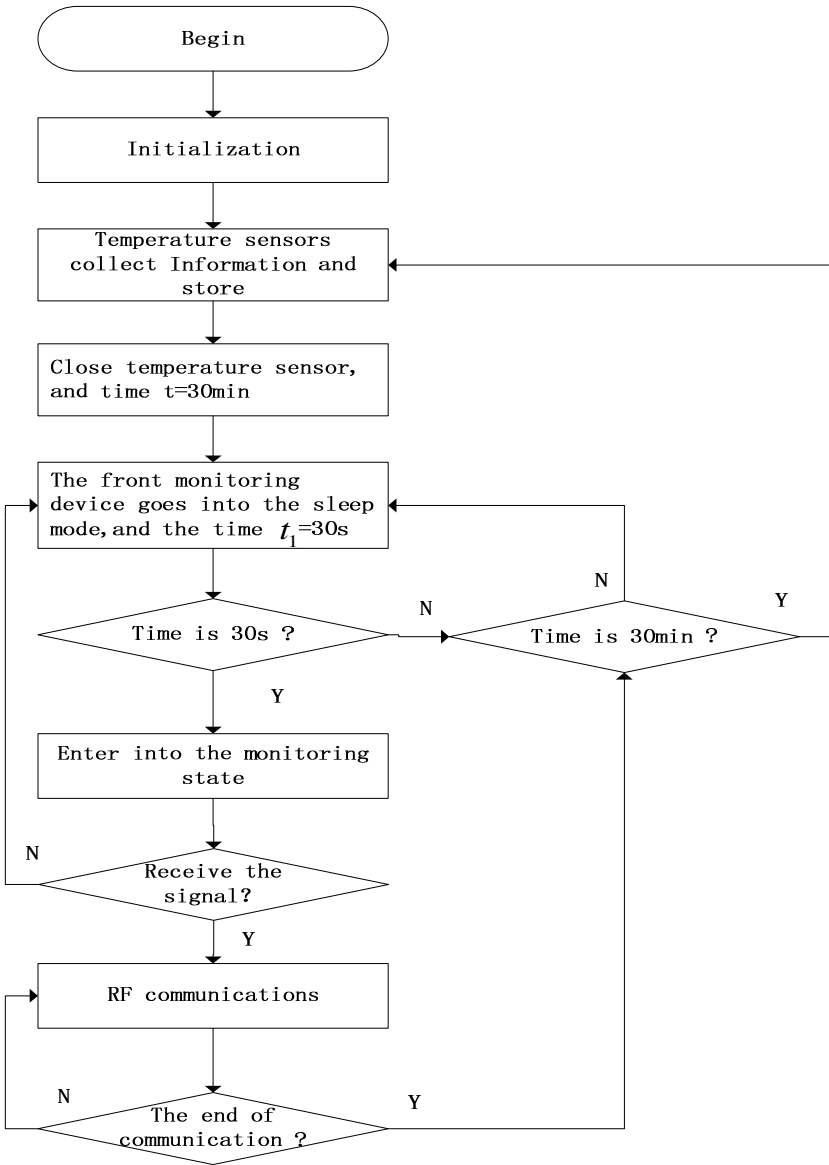 Begin
Initialization
Temperature sensors
collect Information and
store
Close temperature sensor,
and time t=30min
The front monitoring
device goes into the sleep
mode,and the time t₁=30s
N
Y
Time is 30s ?
N
Time is 30min ?
Y
Enter into the monitoring
state
N
Receive the
signal?
Y
RF communications
N
Y
The end of
communication ?